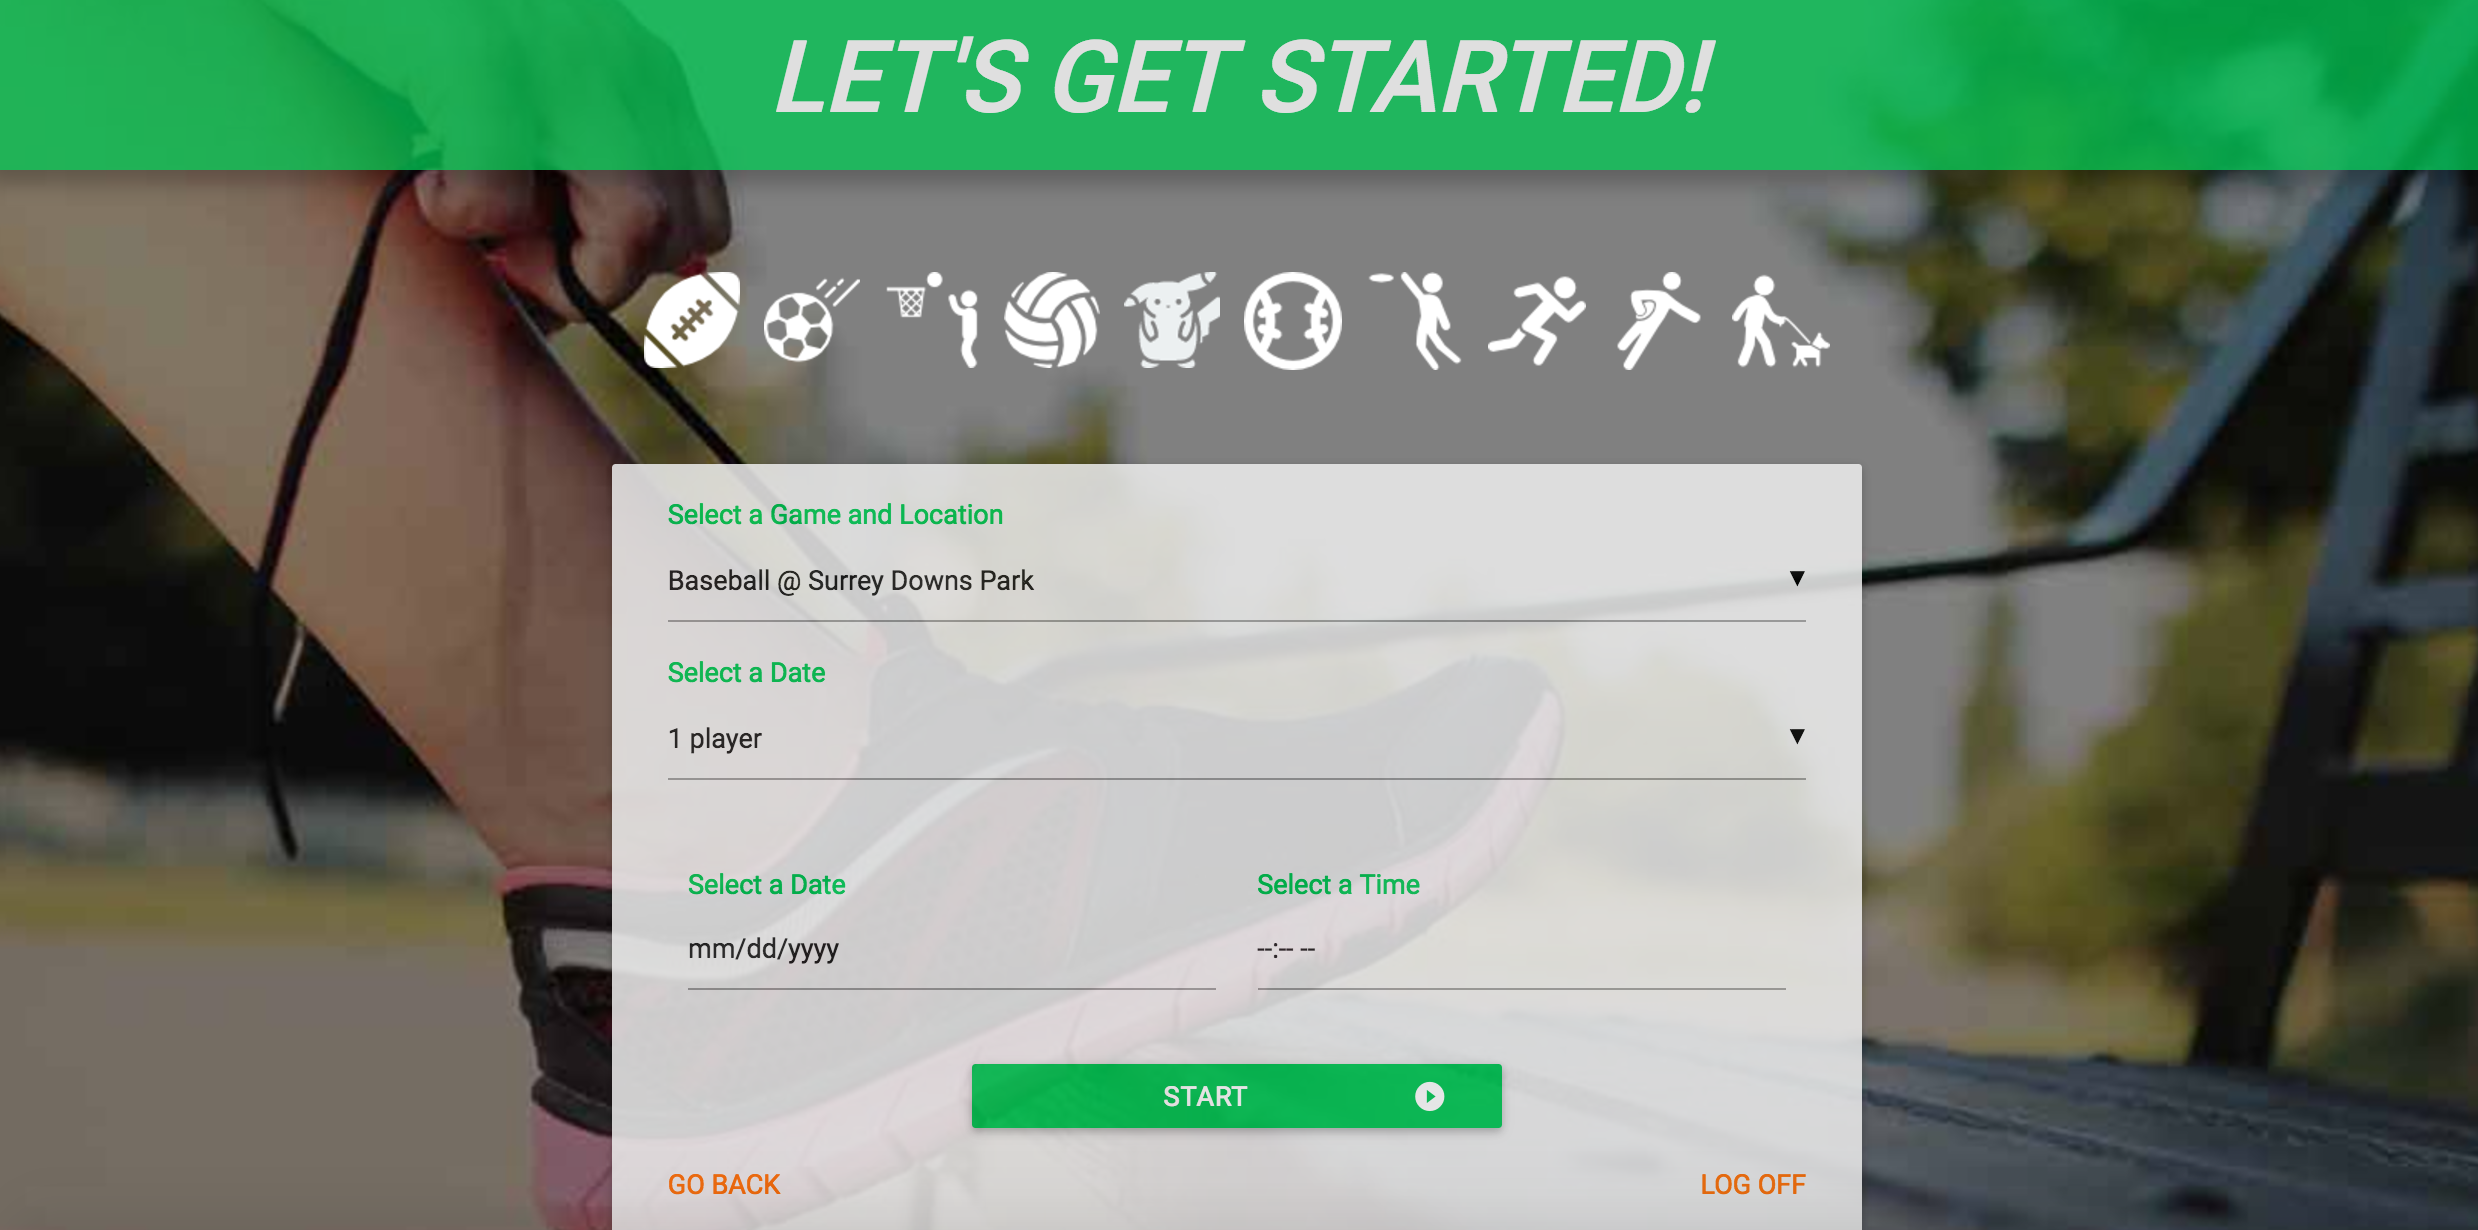 LET'S GET STARTED!
Select a Game and Location
Baseball @ Surrey Downs Park
Select a Date
1 player
Select a Date
Select a Time
mm/dd/yyyy
--:-- --
START
GO BACK
LOG OFF